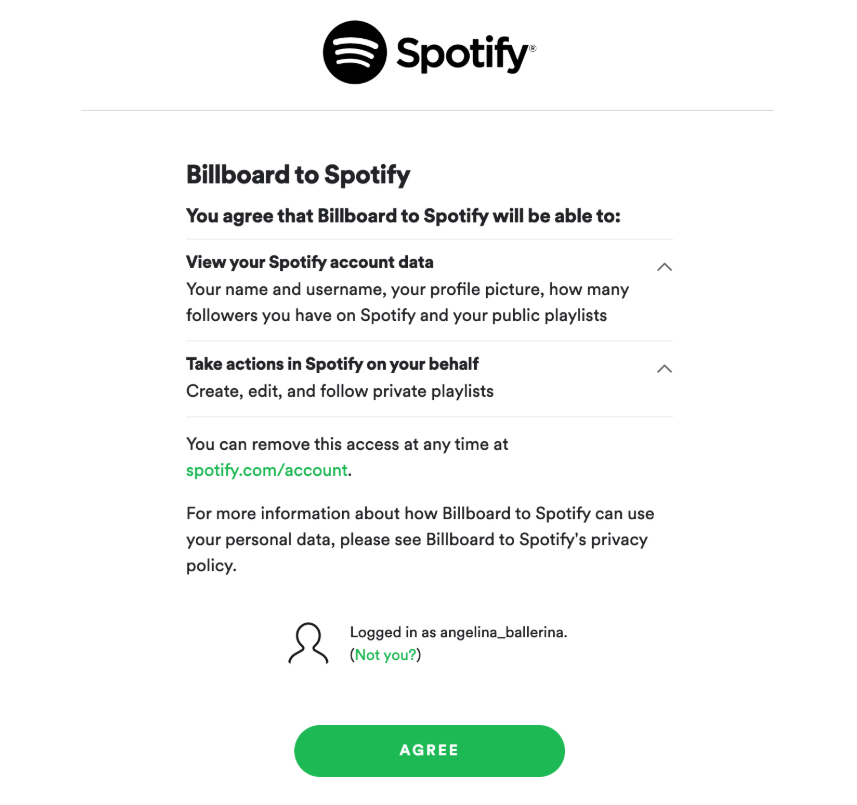 Spotify®
Billboard to Spotify
You agree that Billboard to Spotify will be able to:
View your Spotify account data
Your name and username, your profile picture, how many
followers you have on Spotify and your public playlists
Take actions in Spotify on your behalf
Create, edit, and follow private playlists
You can remove this access at any time at
spotify.com/account.
For more information about how Billboard to Spotify can use
your personal data, please see Billboard to Spotify's privacy
policy.
Logged in as angelina_ballerina.
(Not you?)
AGREE